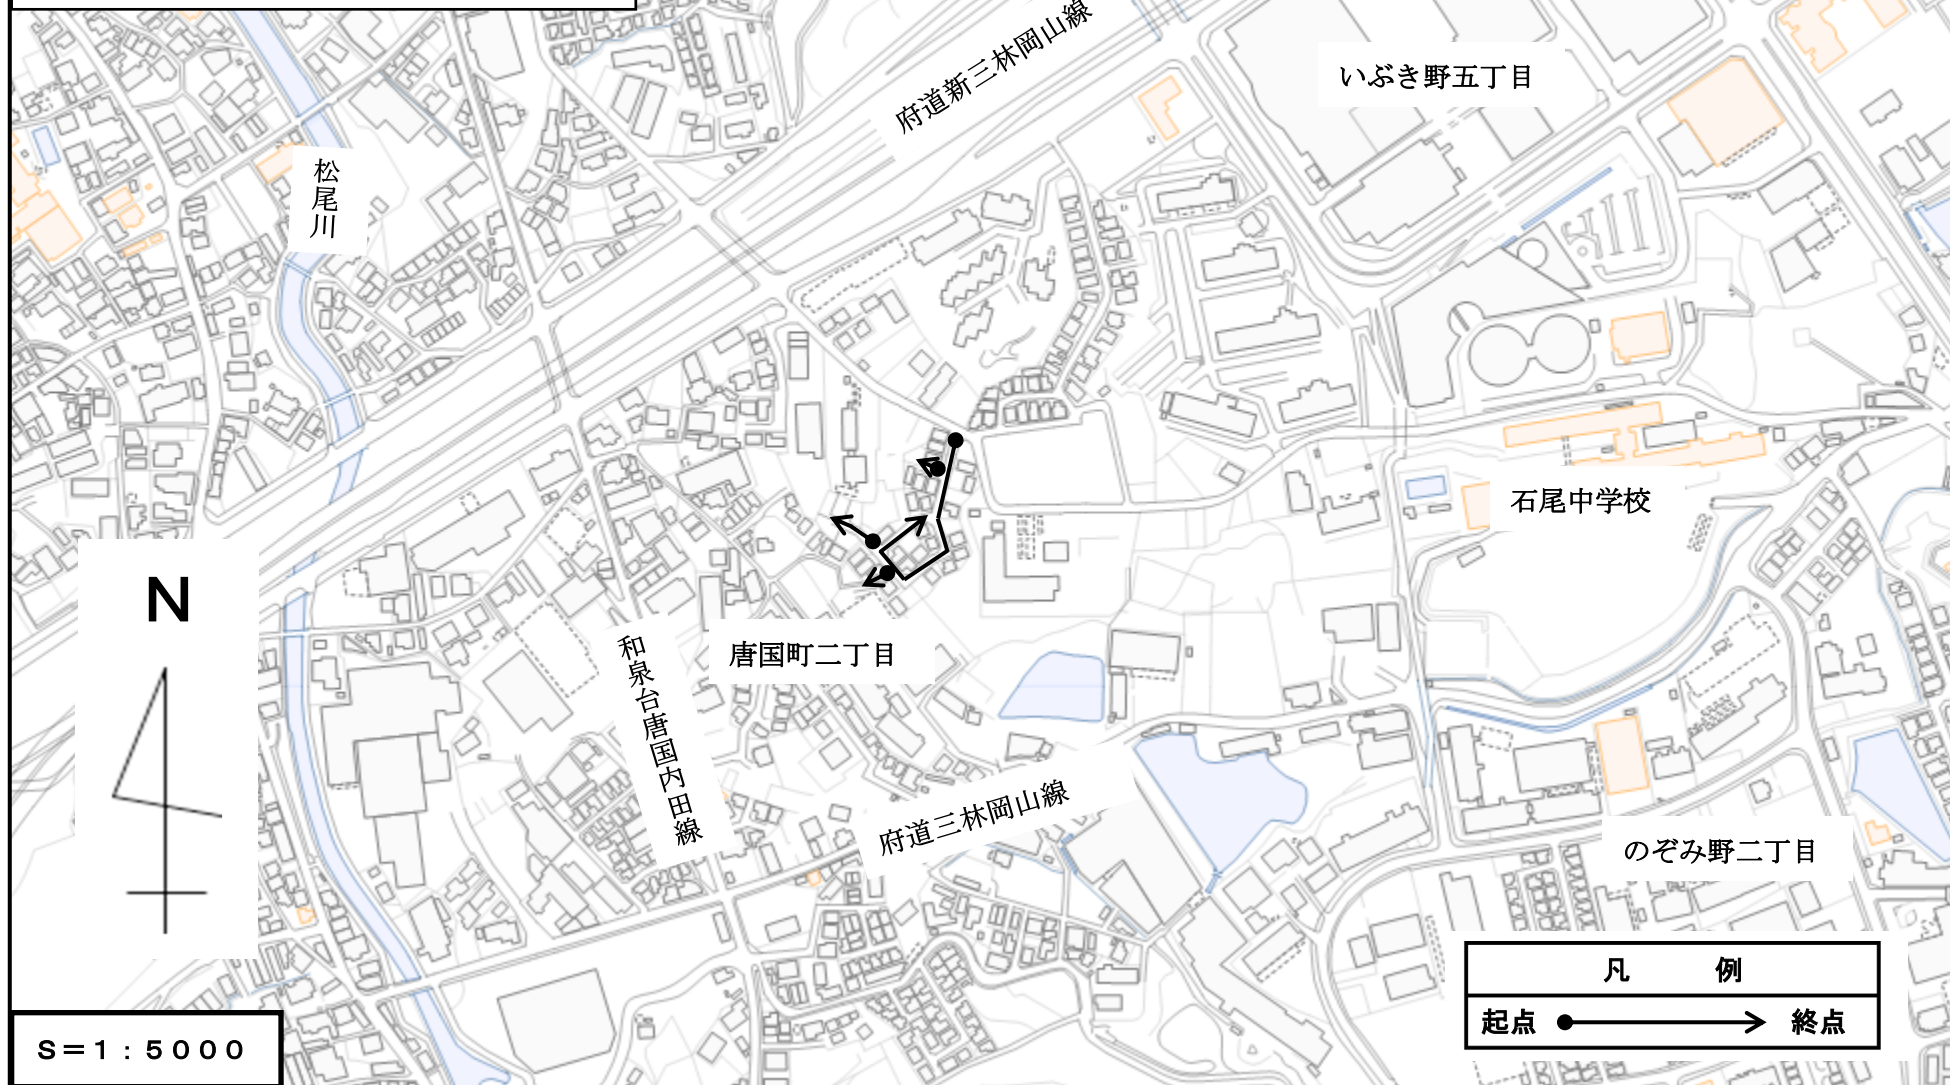 府道新三林岡山線
いぶき野五丁目
松尾川
石尾中学校
N
唐国町二丁目
和泉台唐国内田線
府道三林岡山線
のぞみ野二丁目
凡 例
起点 終点
S=1:5000